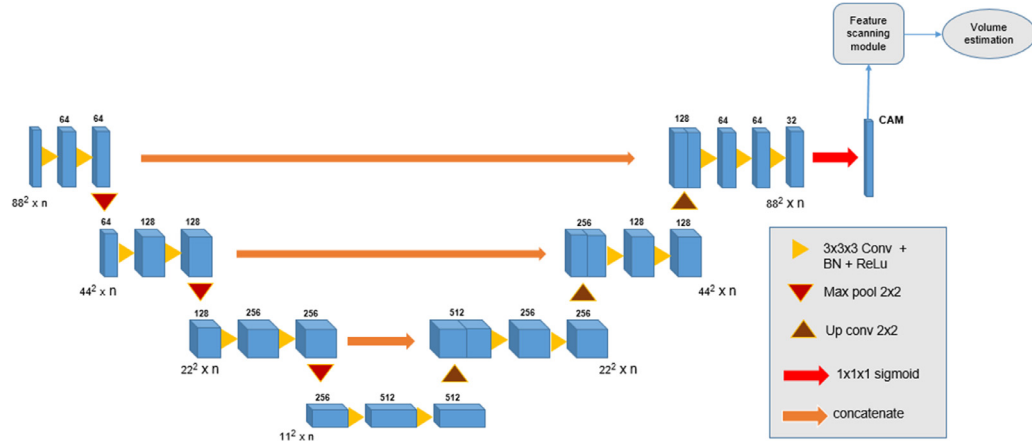 Feature
scanning
module
Volume
estimation
64
64
128
64
64
32
CAM
88² x n
88² x n
64
128
128
256
128
128
44² x n
44² x n
128
256
256
512
256
256
22² x n
22² x n
256
512
512
11² x n
3x3x3 Conv +
BN + ReLu
Max pool 2x2
Up conv 2x2
1x1x1 sigmoid
concatenate